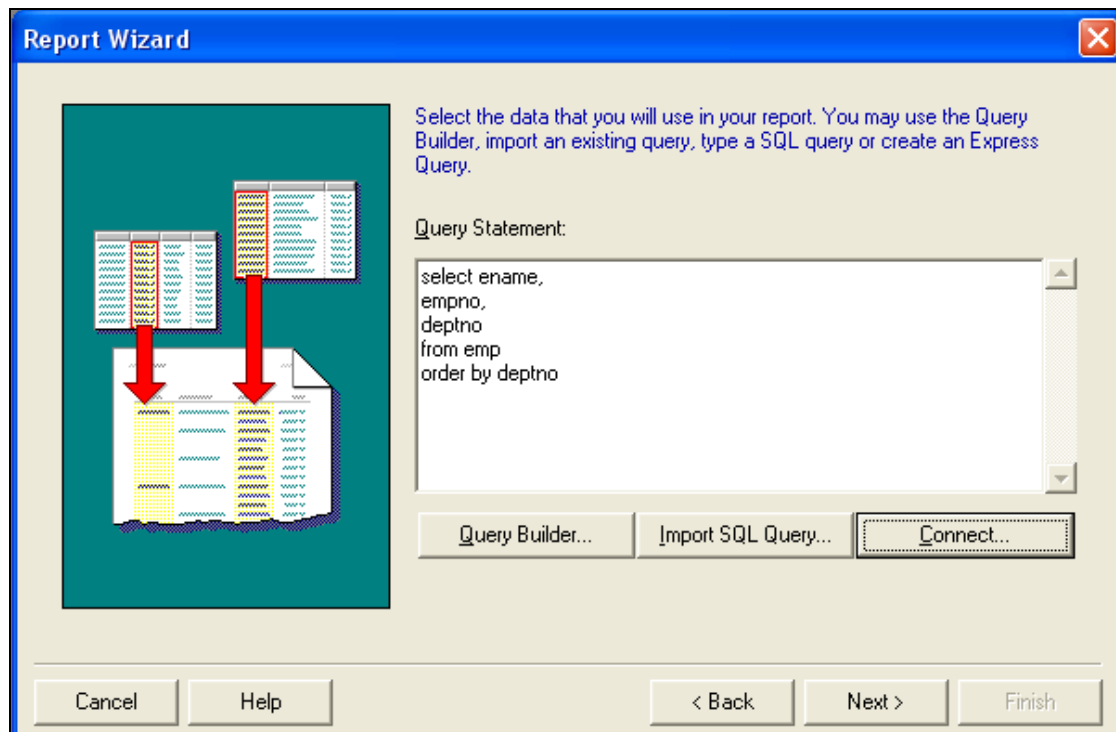 Report Wizard
Select the data that you will use in your report. You may use the Query
Builder, import an existing query, type a SQL query or create an Express
Query.
Query Statement:
select ename,
empno,
deptno
from emp
order by deptno
Query Builder... Import SQL Query... Connect...
Cancel Help < Back Next > Finish